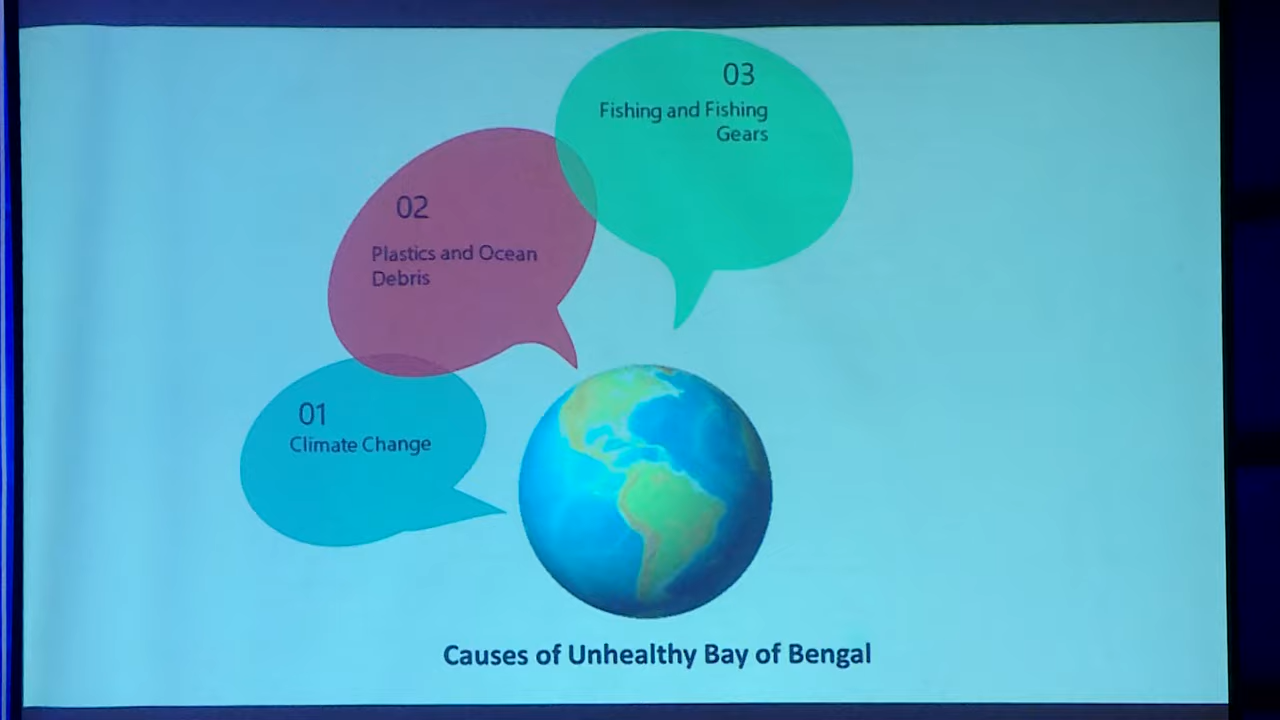 03
Fishing and Fishing
Gears
02
Plastics and Ocean
Debris
01
Climate Change
Causes of Unhealthy Bay of Bengal